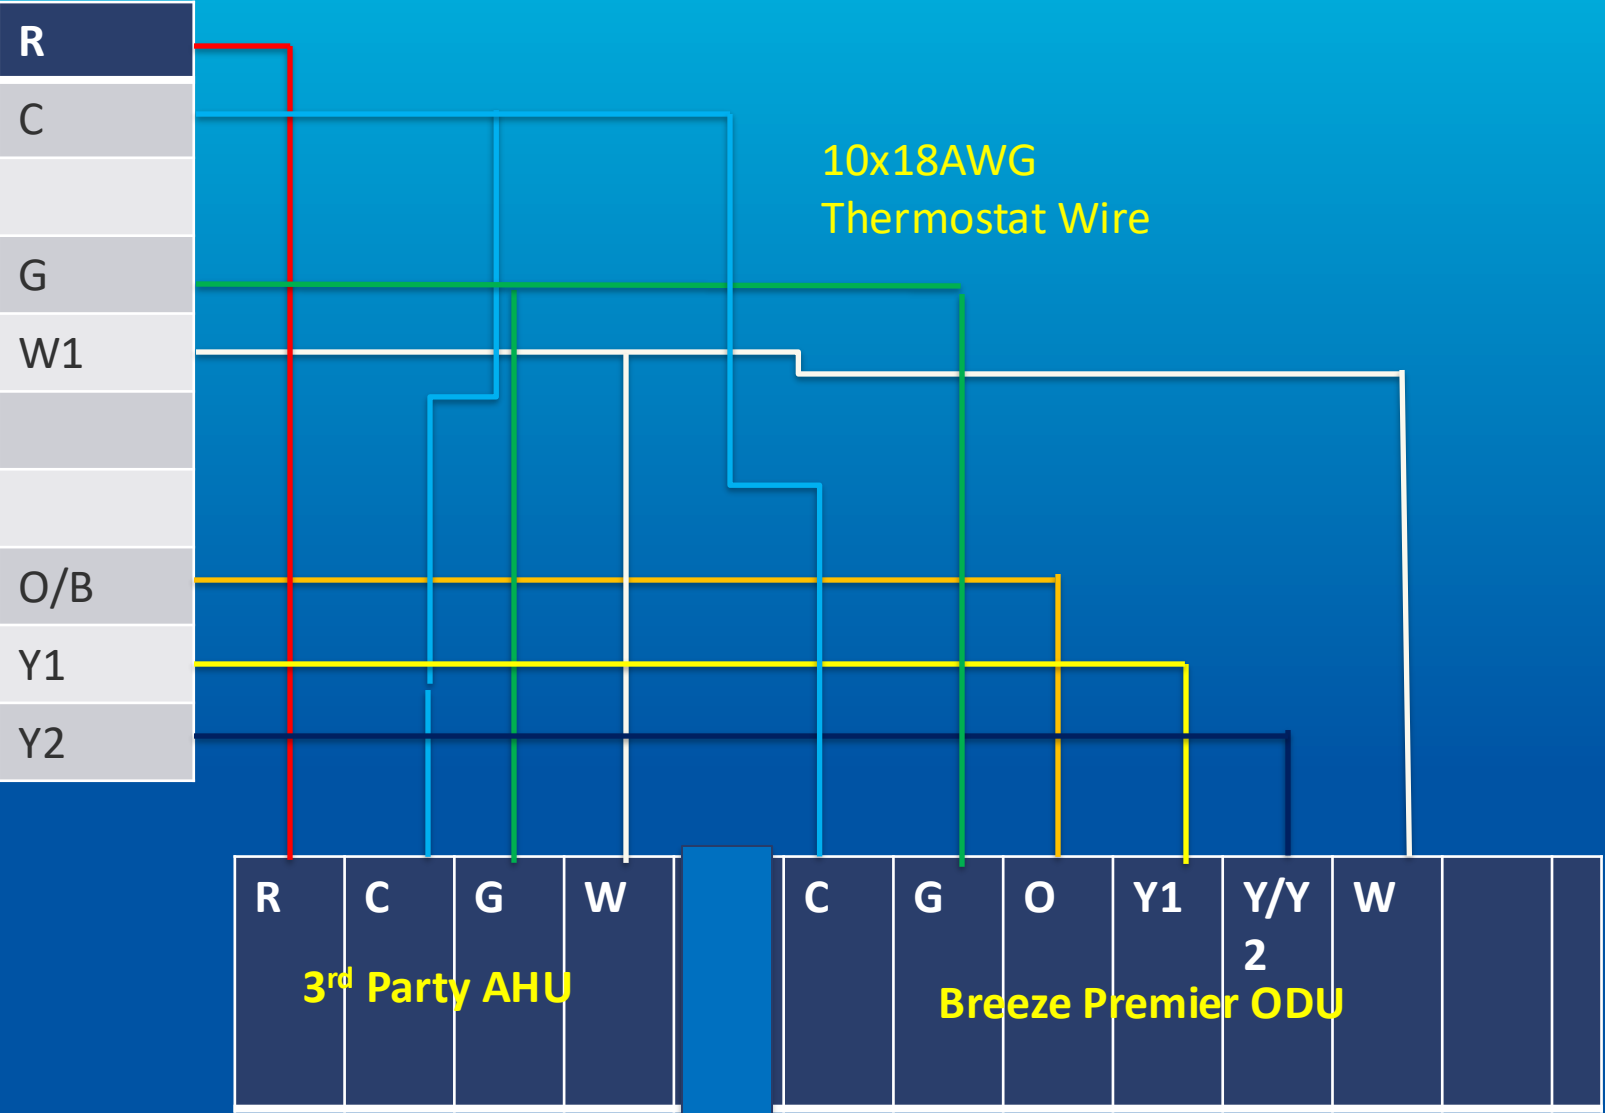 R
C
10x18AWG
Thermostat Wire
G
W1
O/B
Y1
Y2
R C G W C G O Y1 Y/Y W
2
3rd Party AHU
Breeze Premier ODU